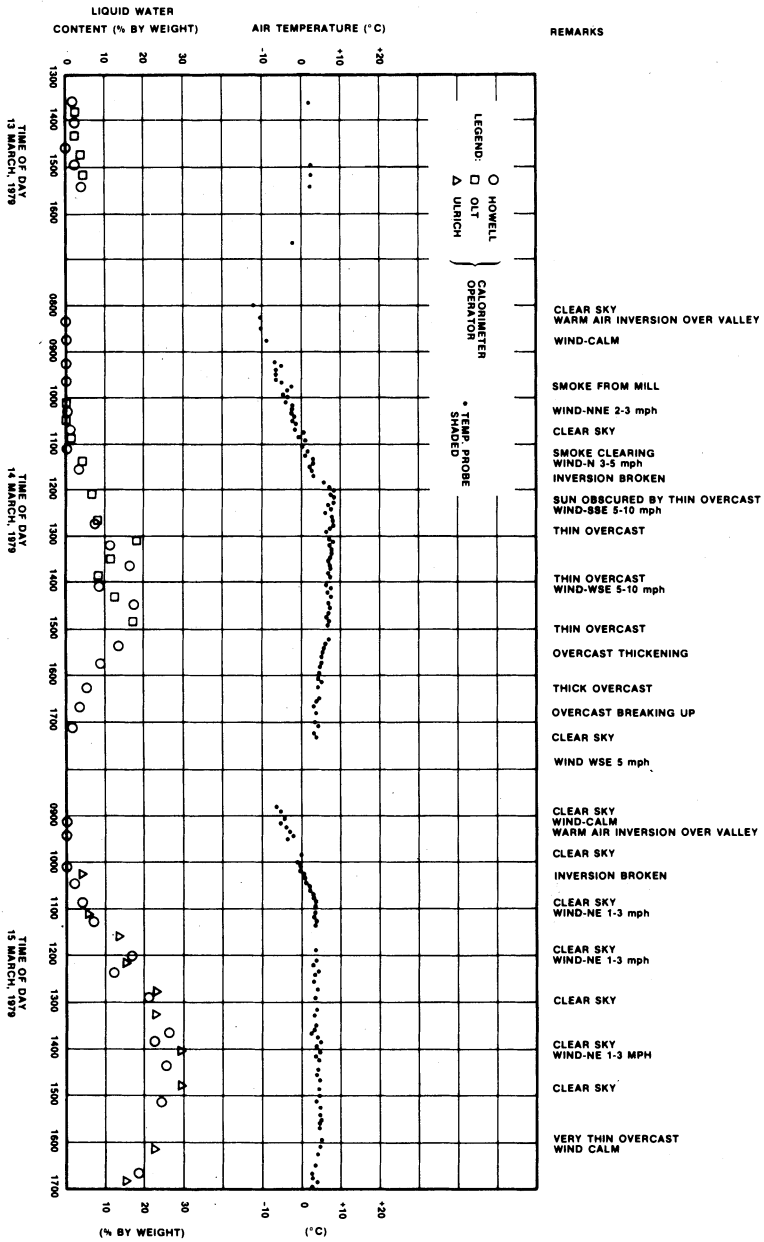 LIQUID WATER
CONTENT (% BY WEIGHT)
AIR TEMPERATURE (°C)
REMARKS
0
10
20
30
-10
0
+10
+20
1300
1400
1500
1600
TIME OF DAY
13 MARCH, 1979
LEGEND:
HOWELL
OLT
ULRICH
CALORIMETER
OPERATOR
TEMP. PROBE
SHADED
0800
0900
1000
1100
1200
1300
1400
1500
1600
1700
TIME OF DAY
14 MARCH, 1979
CLEAR SKY
WARM AIR INVERSION OVER VALLEY
WIND-CALM
SMOKE FROM MILL
WIND-NNE 2-3 mph
CLEAR SKY
SMOKE CLEARING
WIND-N 3-5 mph
INVERSION BROKEN
SUN OBSCURED BY THIN OVERCAST
WIND-SSE 5-10 mph
THIN OVERCAST
THIN OVERCAST
WIND-WSE 5-10 mph
THIN OVERCAST
OVERCAST THICKENING
THICK OVERCAST
OVERCAST BREAKING UP
CLEAR SKY
WIND WSE 5 mph
0900
1000
1100
1200
1300
1400
1500
1600
1700
TIME OF DAY
15 MARCH, 1979
CLEAR SKY
WIND-CALM
WARM AIR INVERSION OVER VALLEY
CLEAR SKY
INVERSION BROKEN
CLEAR SKY
WIND-NE 1-3 mph
CLEAR SKY
WIND-NE 1-3 mph
CLEAR SKY
CLEAR SKY
WIND-NE 1-3 MPH
CLEAR SKY
VERY THIN OVERCAST
WIND CALM
0
10
20
30
-10
0
+10
+20
(% BY WEIGHT)
(°C)